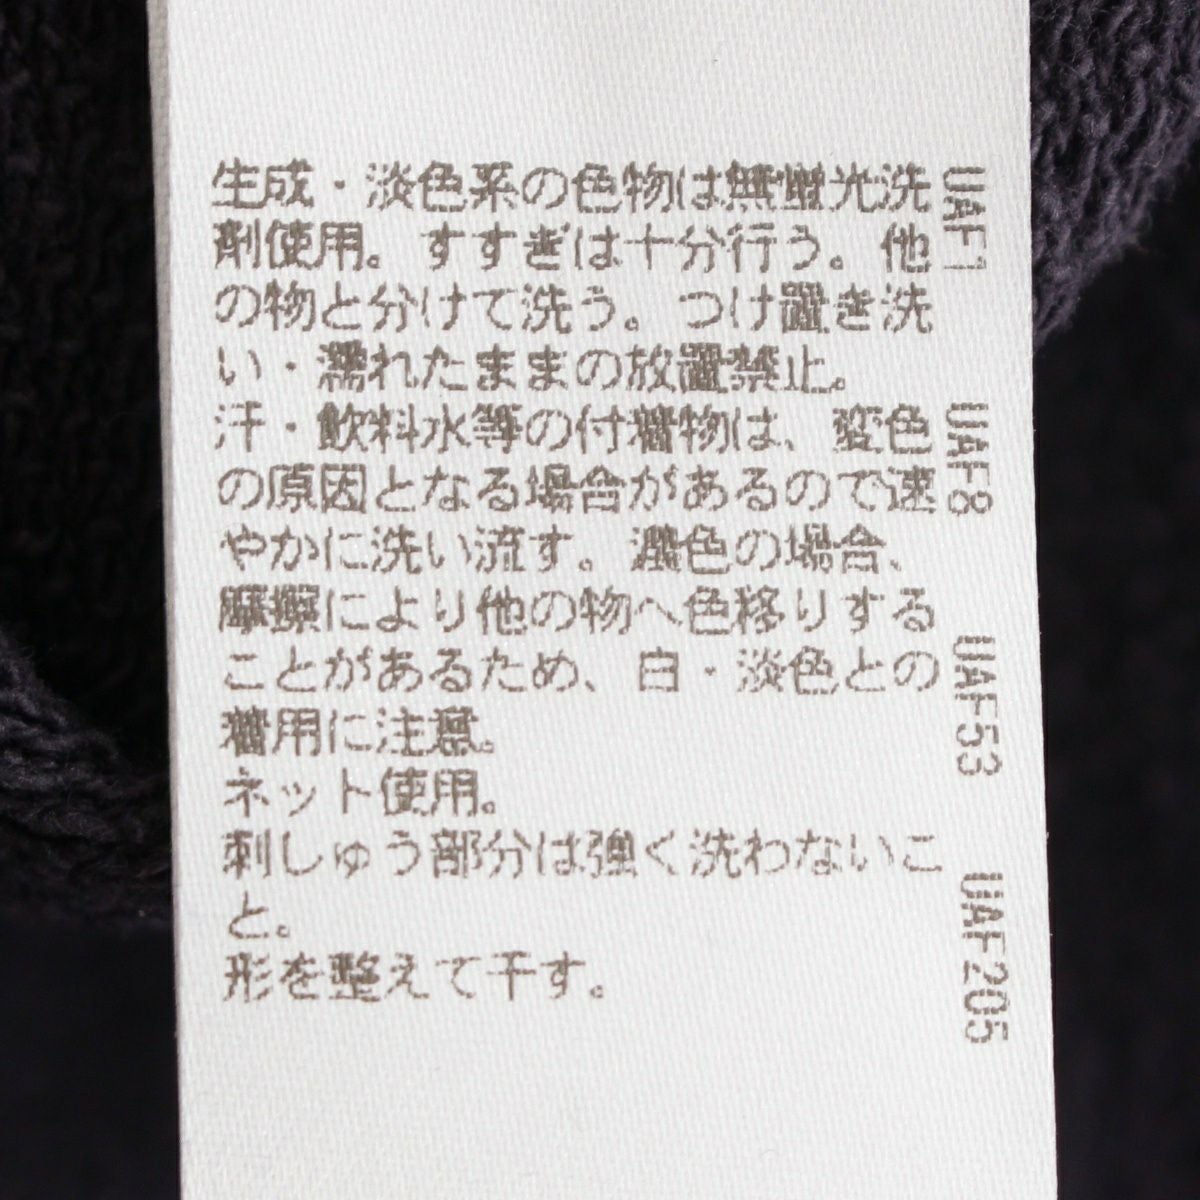 生成・淡色系の色物は無蛍光洗
剤使用。すすぎは十分行う。他
の物と分けて洗う。つけ置き洗
い・濡れたままの放置禁止。
汗・飲料水等の付着物は、変色
の原因となる場合があるので速
やかに洗い流す。濃色の場合、
摩擦により他の物へ色移りする
ことがあるため、白・淡色との
着用に注意。
ネット使用。
刺しゅう部分は強く洗わないこ
と。
形を整えて干す。
UAF1
UAF8
UAF53
UAF205